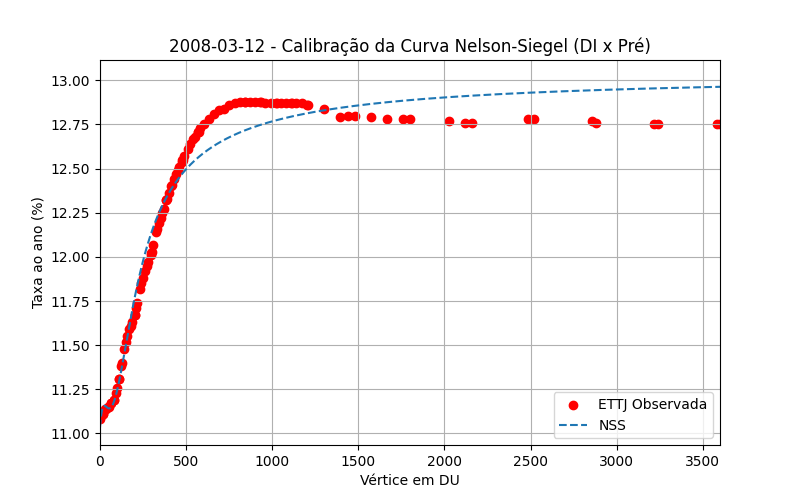 2008-03-12 - Calibração da Curva Nelson-Siegel (DI x Pré)
Taxa ao ano (%)
13.00
12.75
12.50
12.25
12.00
11.75
11.50
11.25
11.00
ETTJ Observada
NSS
0 500 1000 1500 2000 2500 3000 3500
Vértice em DU